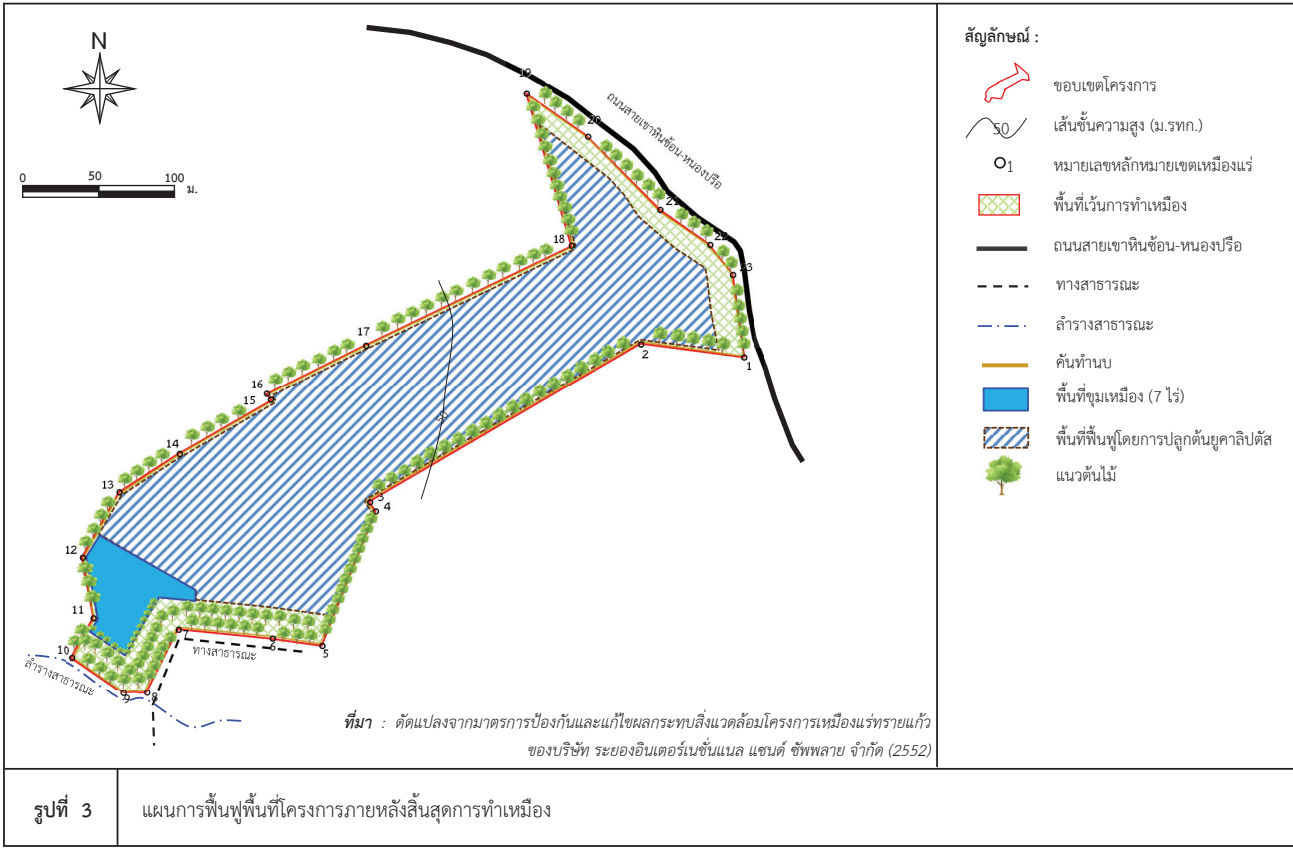 N
0 50 100 ม.
19
ถนนสายเขาหินซ้อน-หนองปรือ
20
21
22
23
18
17
2
1
16
15
50
14
13
3
4
12
11
7
6
5
ทางสาธารณะ
10
ลำรางสาธารณะ
9
8
ที่มา : ดัดแปลงจากมาตรการป้องกันและแก้ไขผลกระทบสิ่งแวดล้อมโครงการเหมืองแร่ทรายแก้ว
ของบริษัท ระยองอินเตอร์เนชั่นแนล แซนด์ ซัพพลาย จำกัด (2552)
สัญลักษณ์ :
ขอบเขตโครงการ
50 เส้นชั้นความสูง (ม.รทก.)
1 หมายเลขหลักหมายเขตเหมืองแร่
พื้นที่เว้นการทำเหมือง
ถนนสายเขาหินซ้อน-หนองปรือ
ทางสาธารณะ
ลำรางสาธารณะ
คันทำนบ
พื้นที่ขุมเหมือง (7 ไร่)
พื้นที่ฟื้นฟูโดยการปลูกต้นยูคาลิปตัส
แนวต้นไม้
รูปที่ 3 แผนการฟื้นฟูพื้นที่โครงการภายหลังสิ้นสุดการทำเหมือง